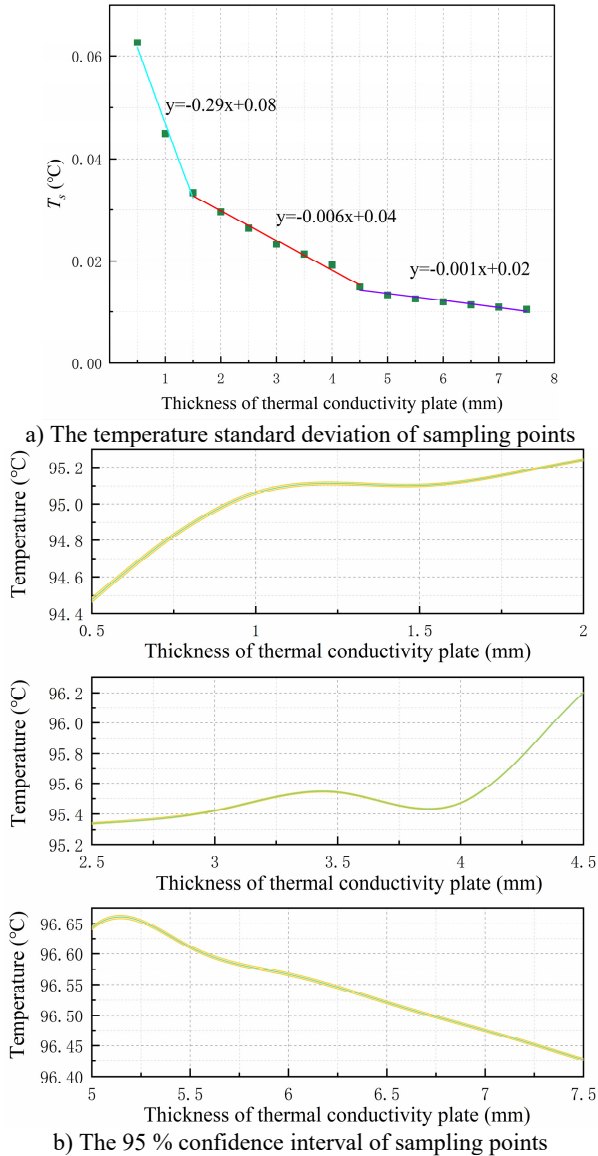 0.06
0.04
0.02
0.00
T_s (℃)
y=-0.29x+0.08
y=-0.006x+0.04
y=-0.001x+0.02
1 2 3 4 5 6 7 8
Thickness of thermal conductivity plate (mm)
a) The temperature standard deviation of sampling points
95.2
95.0
94.8
94.6
94.4
Temperature (℃)
0.5 1 1.5 2
Thickness of thermal conductivity plate (mm)
96.2
96.0
95.8
95.6
95.4
95.2
Temperature (℃)
2.5 3 3.5 4 4.5
Thickness of thermal conductivity plate (mm)
96.65
96.60
96.55
96.50
96.45
96.40
Temperature (℃)
5 5.5 6 6.5 7 7.5
Thickness of thermal conductivity plate (mm)
b) The 95 % confidence interval of sampling points